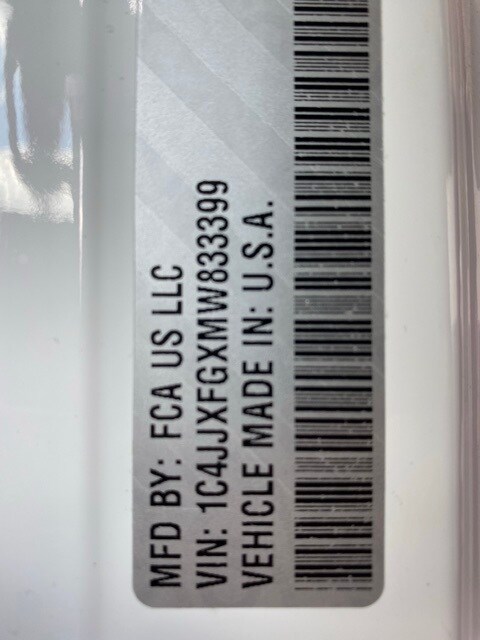 MFD BY: FCA US LLC
VIN: 1C4JJXFGXMW833399
VEHICLE MADE IN: U.S.A.